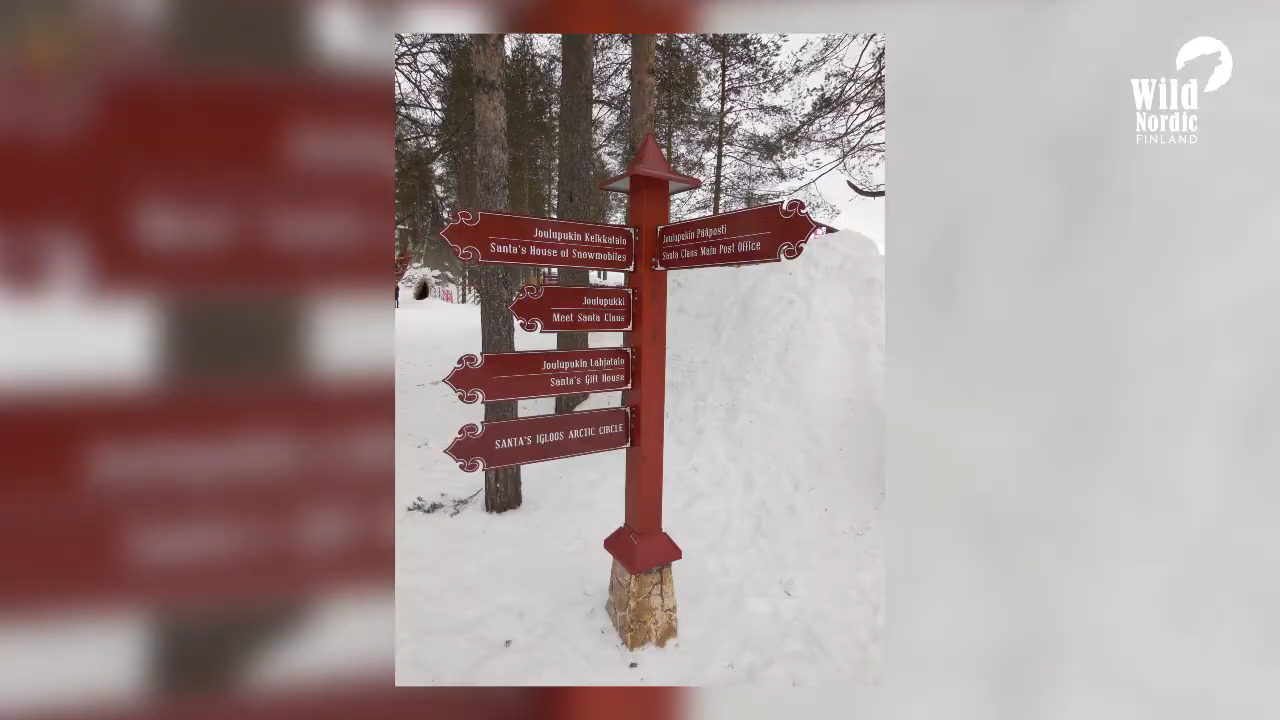 Wild
Nordic
FINLAND
Joulupukin Kelkkatalo
Santa's House of Snowmobiles
Joulupukin Pääposti
Santa Claus Main Post Office
Joulupukki
Meet Santa Claus
Joulupukin Lahjatalo
Santa's Gift House
SANTA'S IGLOOS ARCTIC CIRCLE